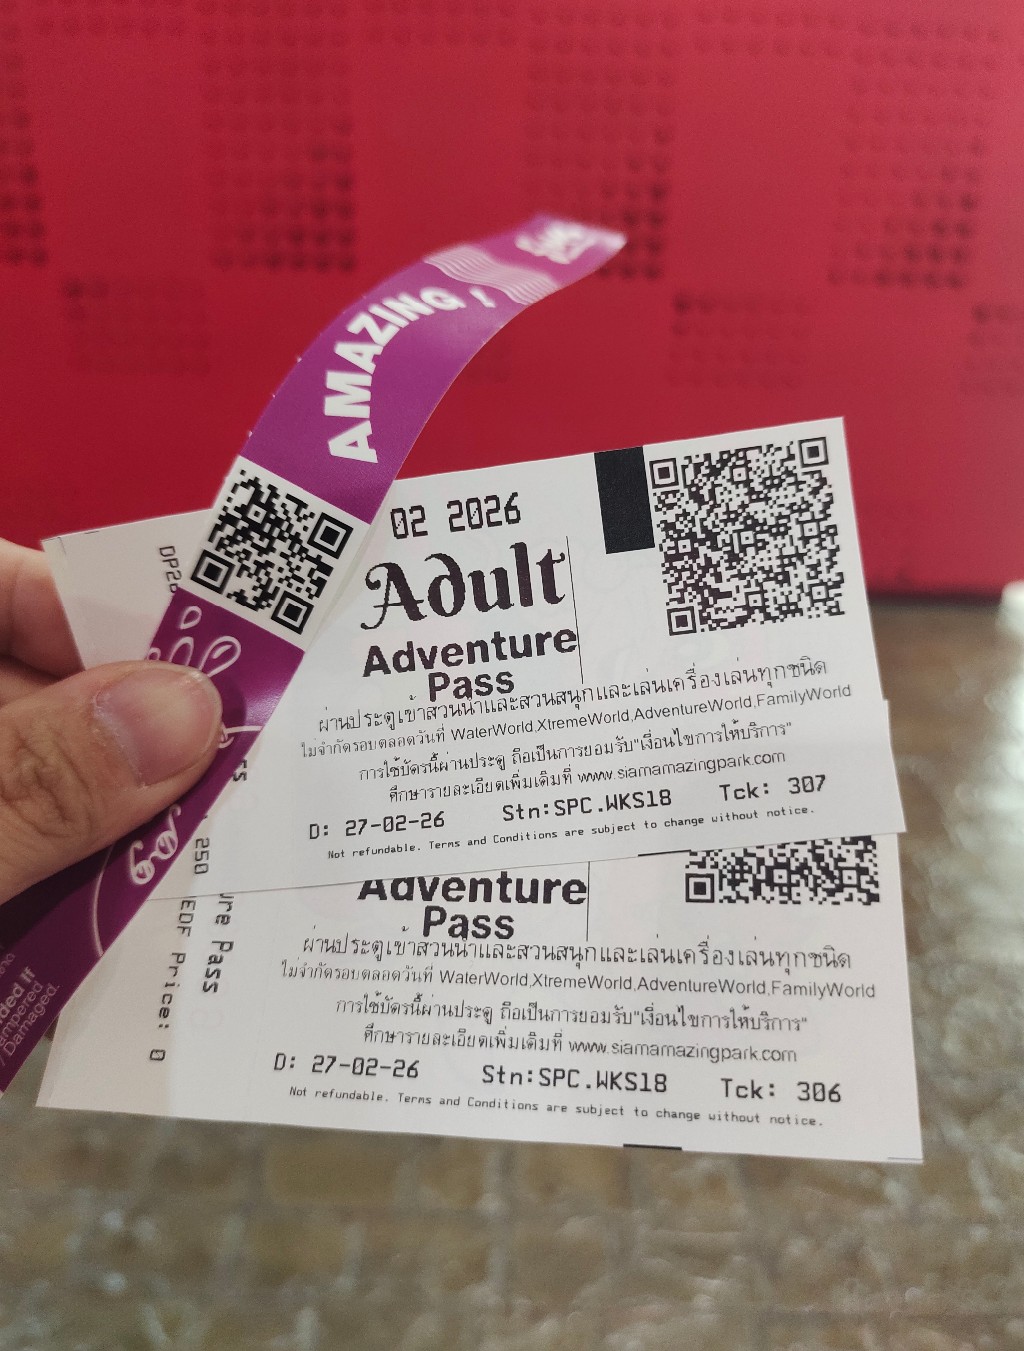 AMAZING
02 2026
Adult
Adventure
Pass
ผ่านประตูเข้าสวนน้ำและสวนสนุกและเล่นเครื่องเล่นทุกชนิด
ไม่จำกัดรอบตลอดวันที่ WaterWorld,XtremeWorld,AdventureWorld,FamilyWorld
การใช้บัตรนี้ผ่านประตู ถือเป็นการยอมรับ"เงื่อนไขการให้บริการ"
ศึกษารายละเอียดเพิ่มเติมที่ www.siamamazingpark.com
D: 27-02-26 Stn:SPC.WKS18 Tck: 307
Not refundable. Terms and Conditions are subject to change without notice.
250
Adventure
Pass
ผ่านประตูเข้าสวนน้ำและสวนสนุกและเล่นเครื่องเล่นทุกชนิด
ไม่จำกัดรอบตลอดวันที่ WaterWorld,XtremeWorld,AdventureWorld,FamilyWorld
การใช้บัตรนี้ผ่านประตู ถือเป็นการยอมรับ"เงื่อนไขการให้บริการ"
ศึกษารายละเอียดเพิ่มเติมที่ www.siamamazingpark.com
D: 27-02-26 Stn:SPC.WKS18 Tck: 306
Not refundable. Terms and Conditions are subject to change without notice.
ure Pass
EDF Price: 0
If
Damaged.